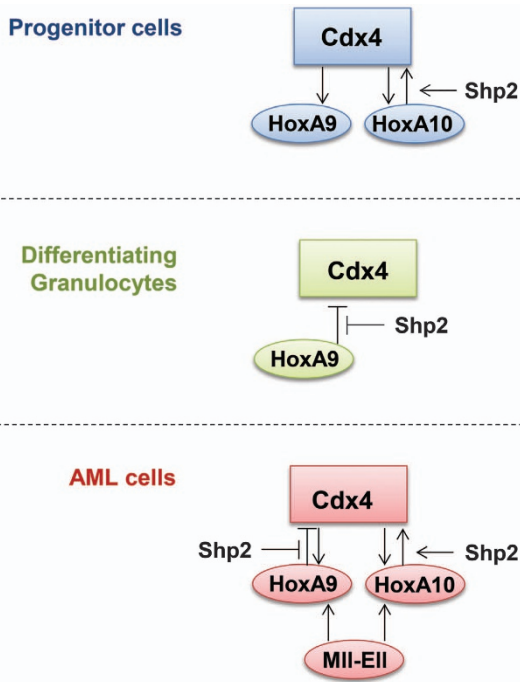 Progenitor cells
Cdx4
Shp2
HoxA9
HoxA10
Differentiating
Granulocytes
Cdx4
Shp2
HoxA9
AML cells
Cdx4
Shp2
Shp2
HoxA9
HoxA10
Mll-Ell